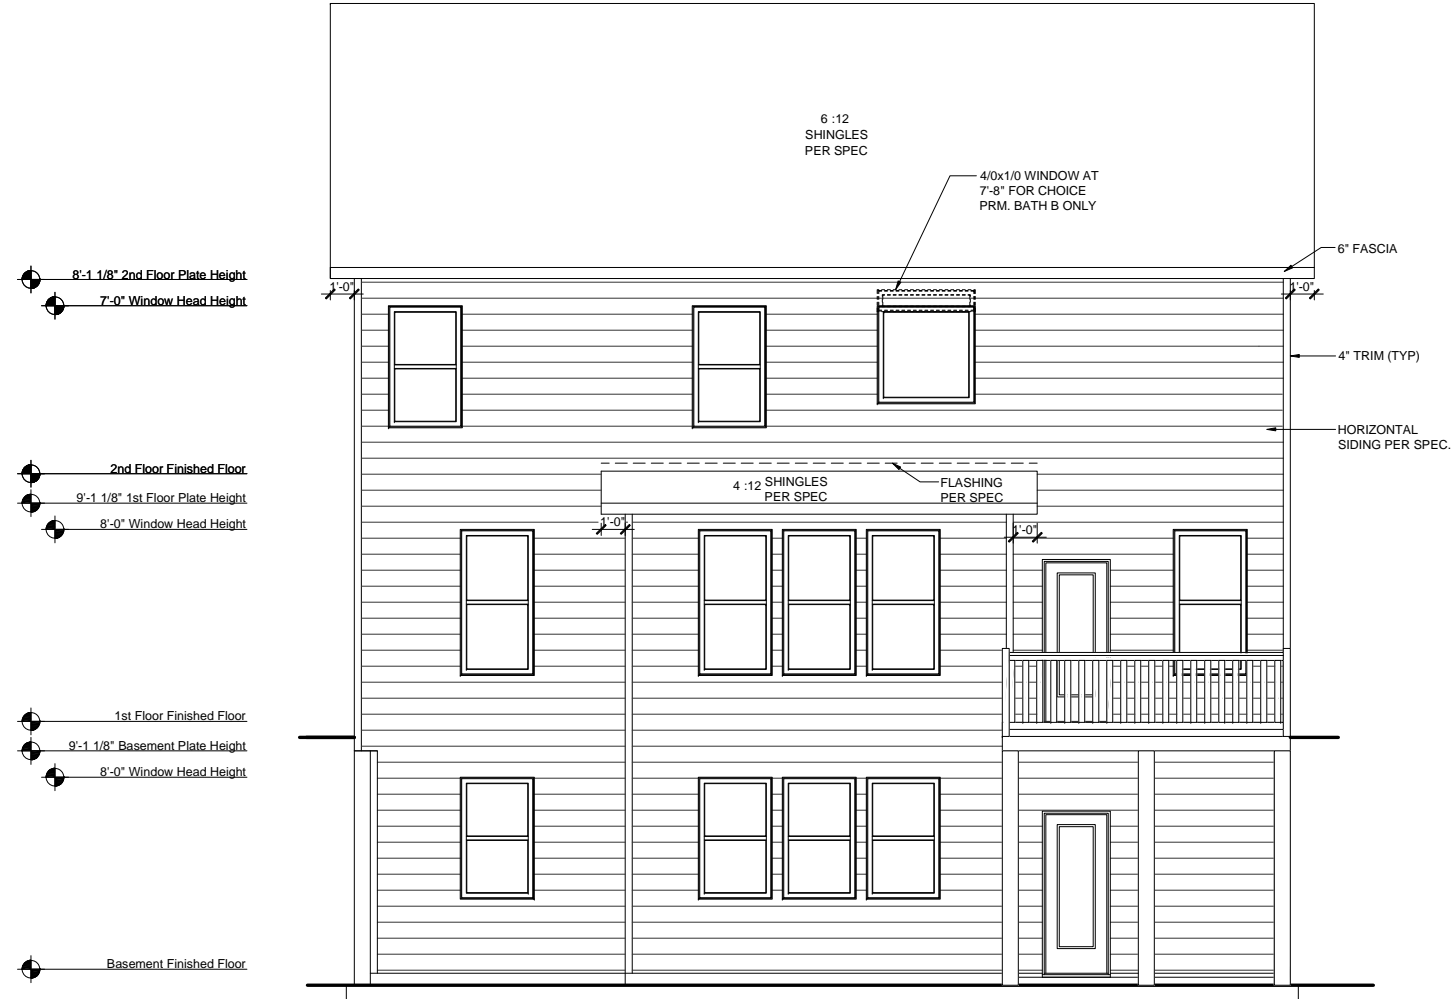 6 :12
SHINGLES
PER SPEC
4/0x1/0 WINDOW AT
7'-8" FOR CHOICE
PRM. BATH B ONLY
6" FASCIA
8'-1 1/8" 2nd Floor Plate Height
1'-0"
1'-0"
7'-0" Window Head Height
4" TRIM (TYP)
HORIZONTAL
SIDING PER SPEC.
2nd Floor Finished Floor
4 :12 SHINGLES
PER SPEC
FLASHING
PER SPEC
9'-1 1/8" 1st Floor Plate Height
8'-0" Window Head Height
1'-0"
1'-0"
1st Floor Finished Floor
9'-1 1/8" Basement Plate Height
8'-0" Window Head Height
Basement Finished Floor